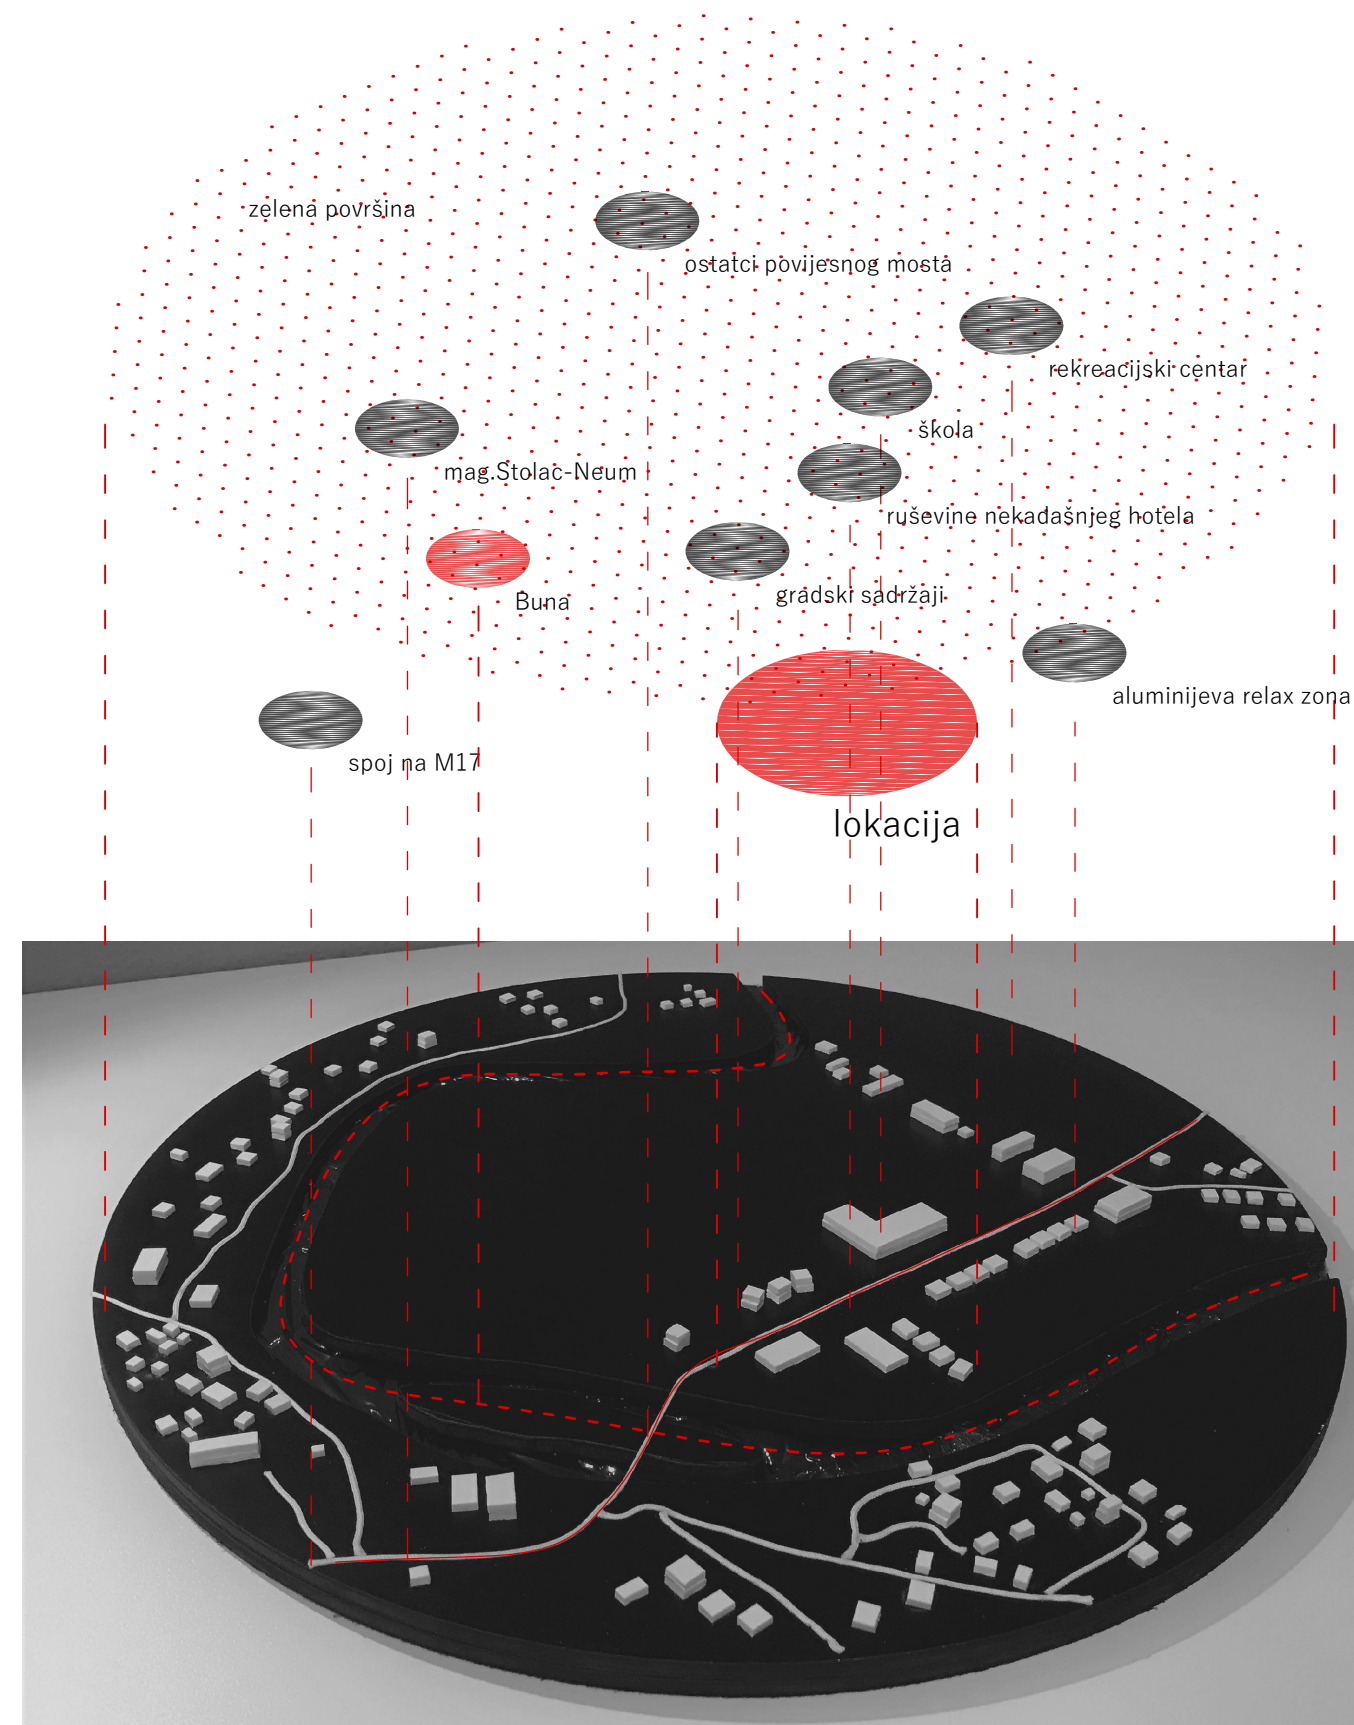 zelena površina
ostatci povijesnog mosta
rekreacijski centar
škola
mag.Stolac-Neum
ruševine nekadašnjeg hotela
gradski sadržaji
Buna
aluminijeva relax zona
spoj na M17
lokacija